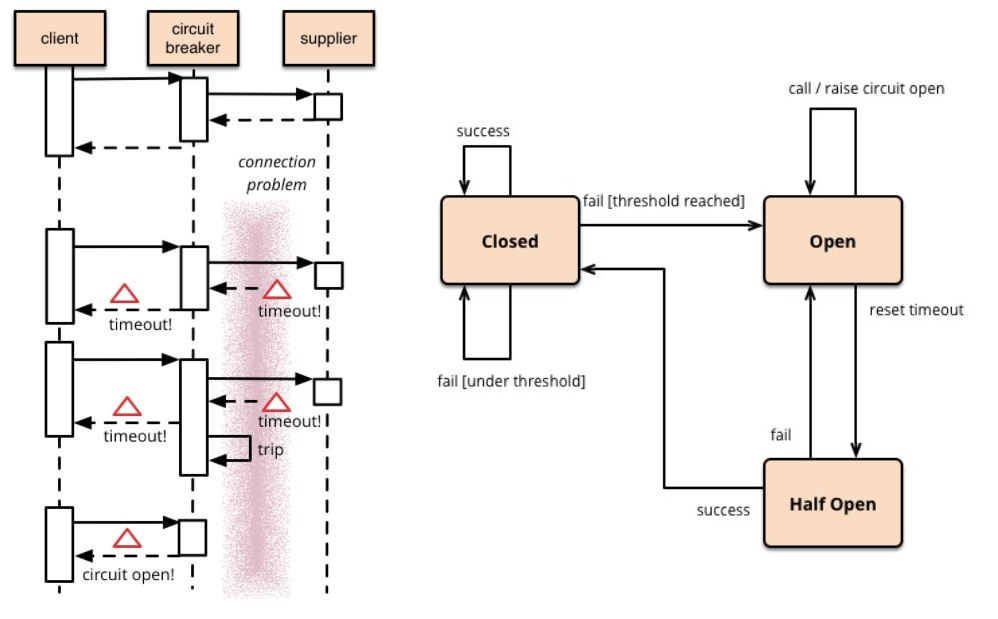 client
circuit
breaker
supplier
connection
problem
timeout!
timeout!
timeout!
timeout!
trip
circuit open!
call / raise circuit open
success
fail [threshold reached]
Closed
Open
reset timeout
fail [under threshold]
fail
Half Open
success